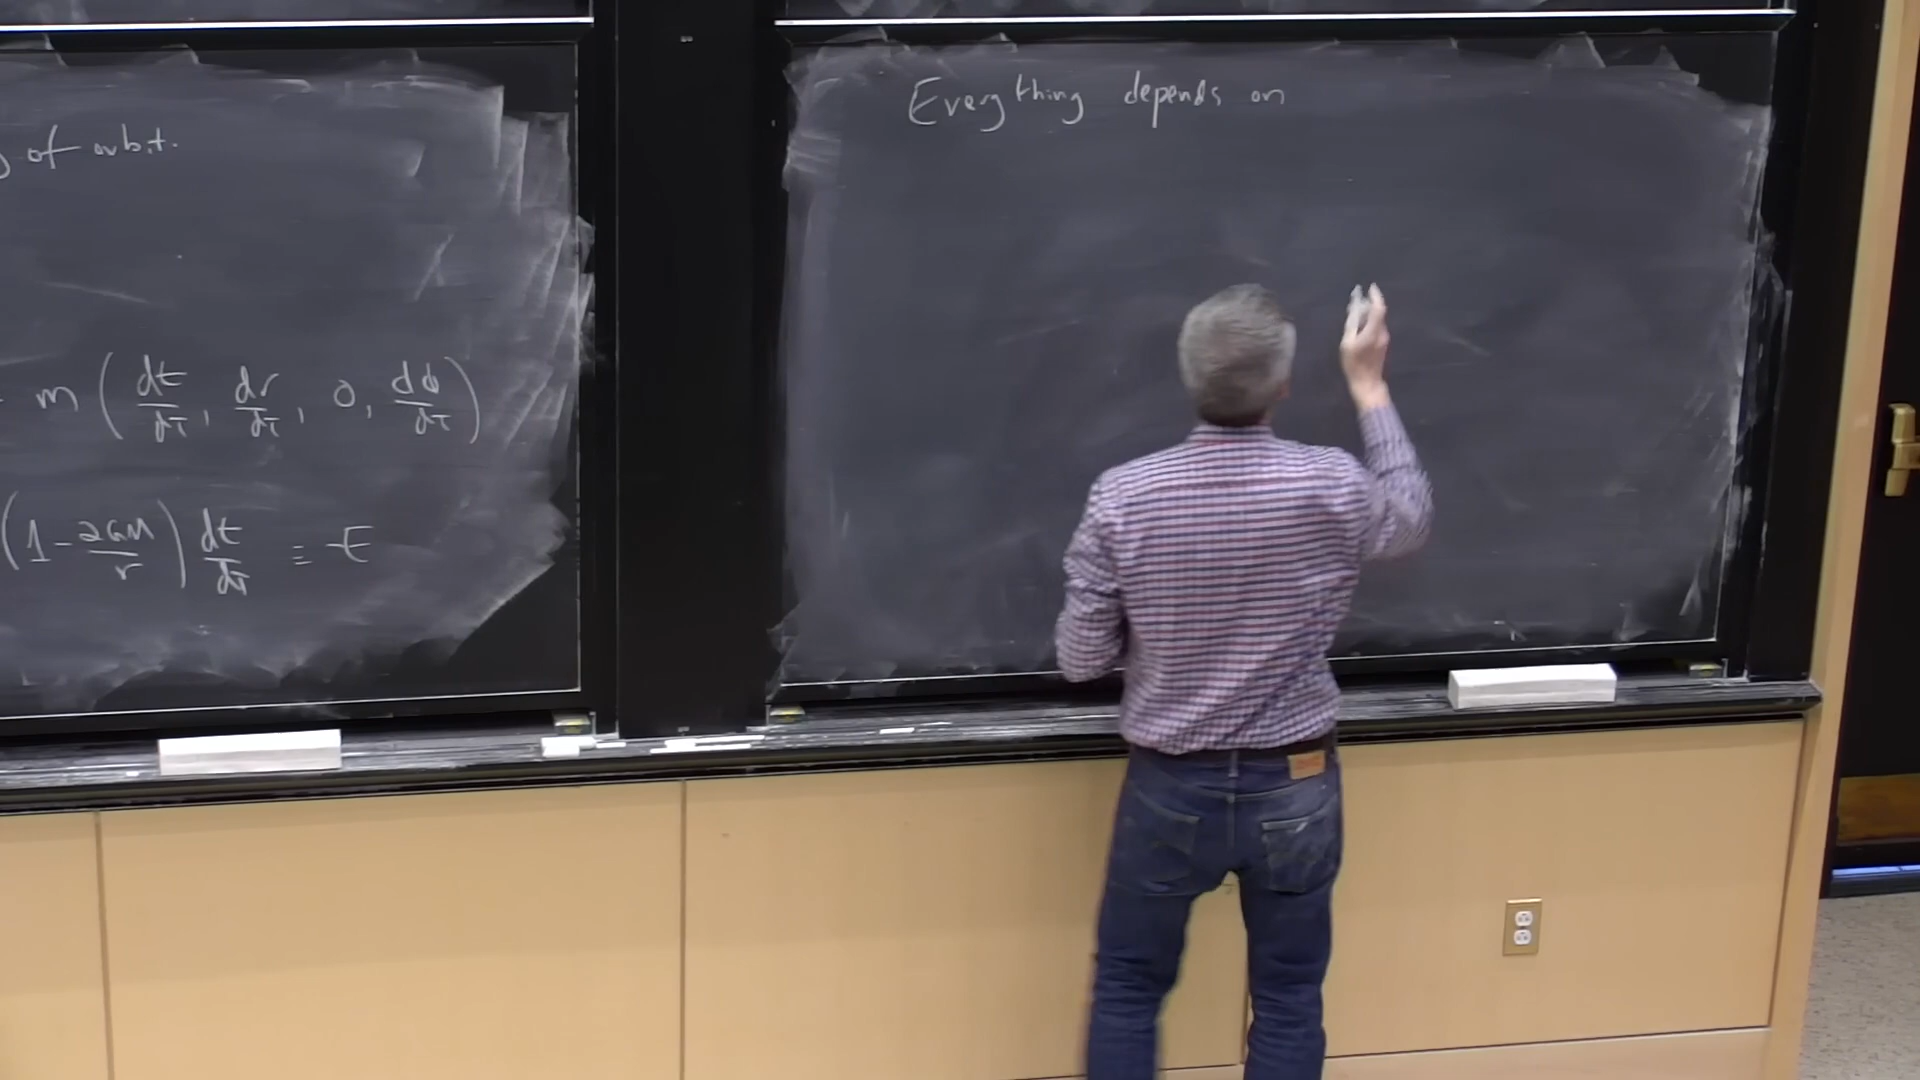 of orbit.
m ( dt/dτ, dr/dτ, 0, dϕ/dτ )
(1 - 2GM/r) dt/dτ ≡ -E
Everything depends on